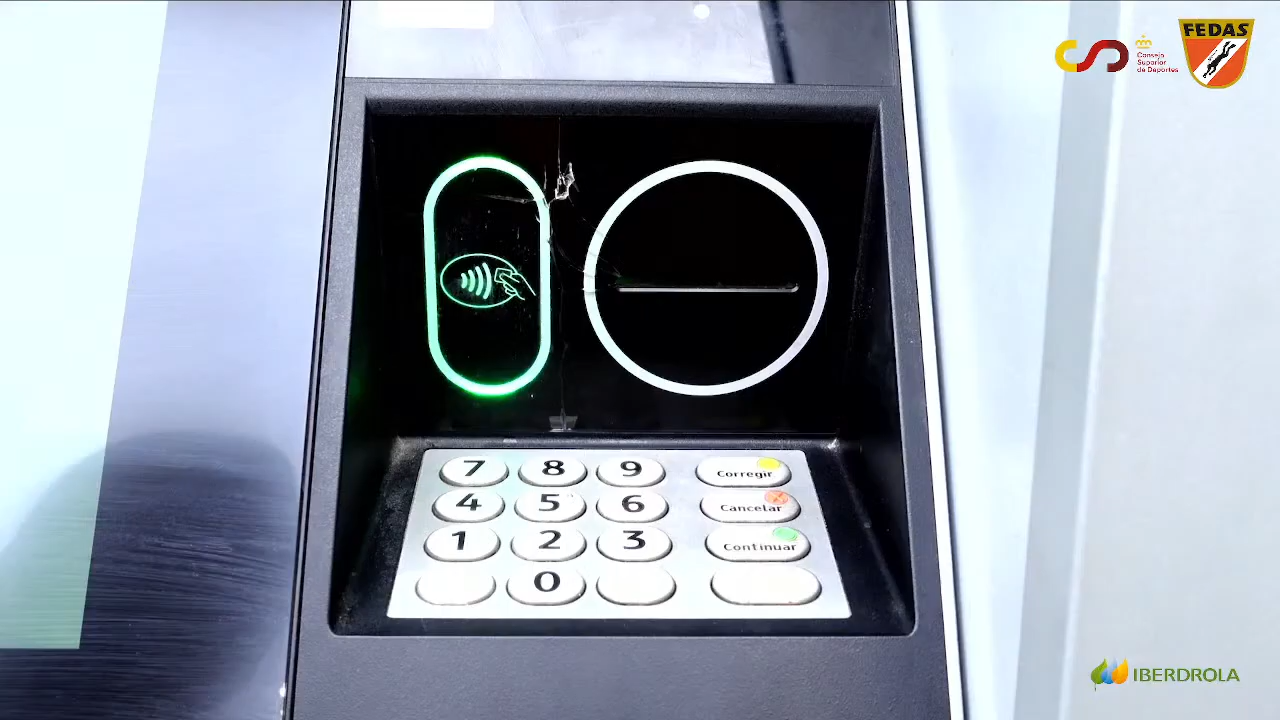 FEDAS
Consejo
Superior
de Deportes
7 8 9 Corregir
4 5 6 Cancelar
1 2 3 Continuar
0
IBERDROLA